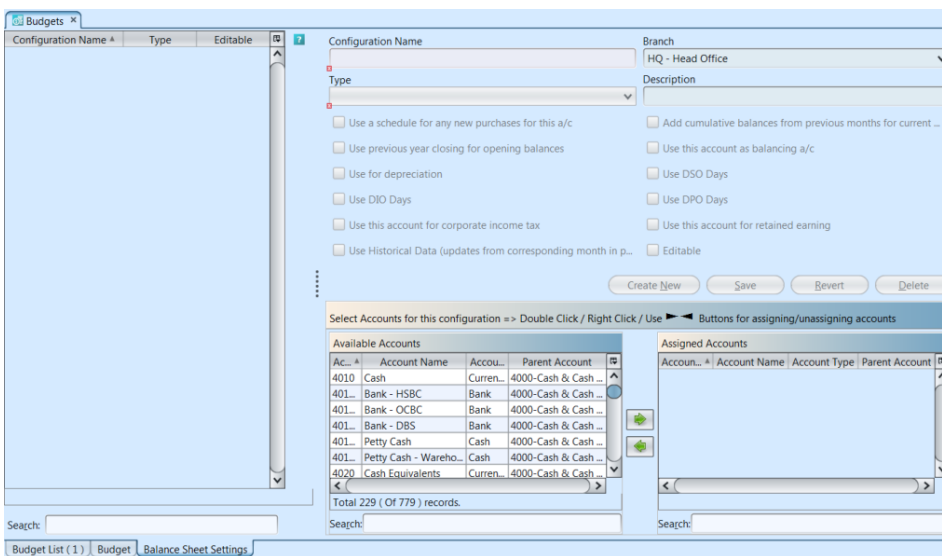 Budgets ×
Configuration Name Type Editable
?
Configuration Name Branch
HQ - Head Office
Type Description
Use a schedule for any new purchases for this a/c Add cumulative balances from previous months for current ...
Use previous year closing for opening balances Use this account as balancing a/c
Use for depreciation Use DSO Days
Use DIO Days Use DPO Days
Use this account for corporate income tax Use this account for retained earning
Use Historical Data (updates from corresponding month in p... Editable
Create New Save Revert Delete
Select Accounts for this configuration => Double Click / Right Click / Use Buttons for assigning/unassigning accounts
Available Accounts Assigned Accounts
Ac... Account Name Accou... Parent Account Accoun... Account Name Account Type Parent Account
4010 Cash Curren... 4000-Cash & Cash ...
401... Bank - HSBC Bank 4000-Cash & Cash ...
401... Bank - OCBC Bank 4000-Cash & Cash ...
401... Bank - DBS Bank 4000-Cash & Cash ...
401... Petty Cash Cash 4000-Cash & Cash ...
401... Petty Cash - Wareho... Cash 4000-Cash & Cash ...
4020 Cash Equivalents Curren... 4000-Cash & Cash ...
Total 229 ( Of 779 ) records.
Search: Search: Search:
Budget List ( 1 ) Budget Balance Sheet Settings